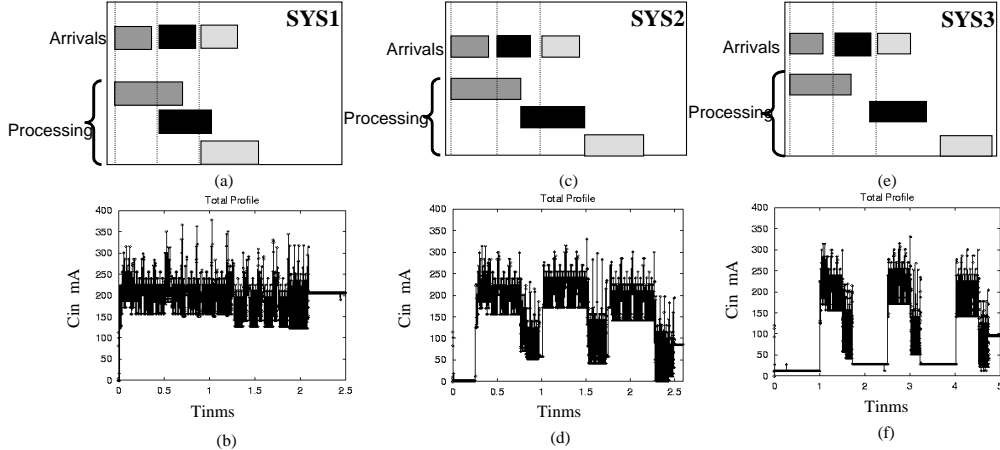 SYS1
Arrivals
Processing
(a)
SYS2
Arrivals
Processing
(c)
SYS3
Arrivals
Processing
(e)
Total Profile
400
350
300
250
200
150
100
50
0
Cin mA
0
0.5
1
1.5
2
2.5
Tinms
(b)
Total Profile
400
350
300
250
200
150
100
50
0
Cin mA
0
0.5
1
1.5
2
2.5
Tinms
(d)
Total Profile
400
350
300
250
200
150
100
50
0
Cin mA
0
1
2
3
4
5
Tinms
(f)